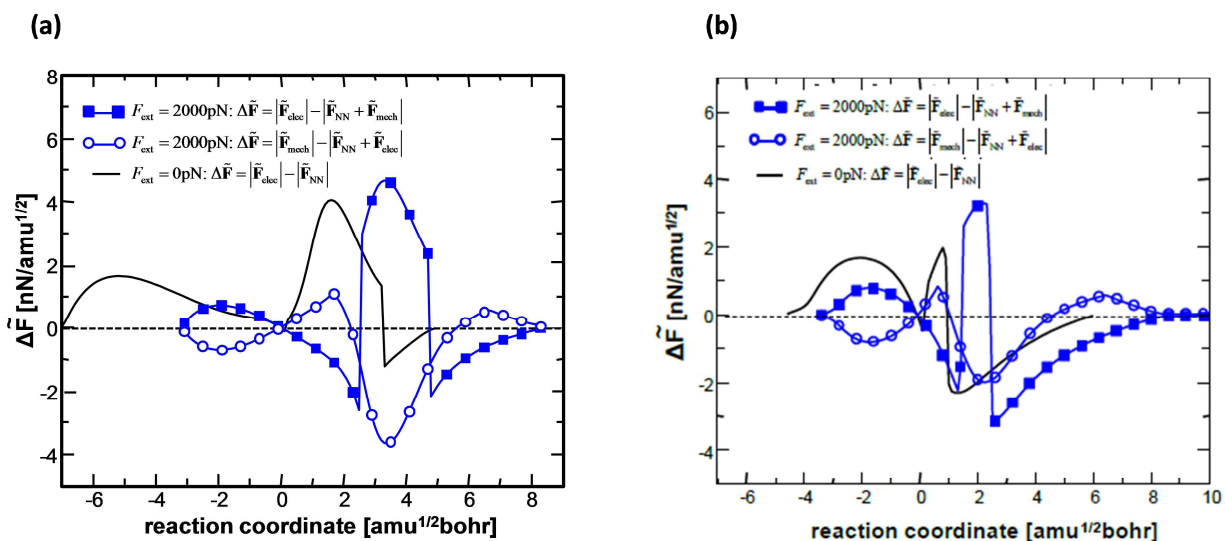 (a)
(b)
8
6
4
2
0
-2
-4
ΔF̃ [nN/amu^1/2]
F_ext = 2000pN: ΔF̃ = |F̃_elec| − |F̃_NN + F̃_mech|
F_ext = 2000pN: ΔF̃ = |F̃_mech| − |F̃_NN + F̃_elec|
F_ext = 0pN: ΔF̃ = |F̃_elec| − |F̃_NN|
-6 -4 -2 0 2 4 6 8
reaction coordinate [amu^1/2bohr]
6
4
2
0
-2
-4
ΔF̃ [nN/amu^1/2]
F_ext = 2000pN: ΔF̃ = |F̃_elec| − |F̃_NN + F̃_mech|
F_ext = 2000pN: ΔF̃ = |F̃_mech| − |F̃_NN + F̃_elec|
F_ext = 0pN: ΔF̃ = |F̃_elec| − |F̃_NN|
-6 -4 -2 0 2 4 6 8 10
reaction coordinate [amu^1/2bohr]